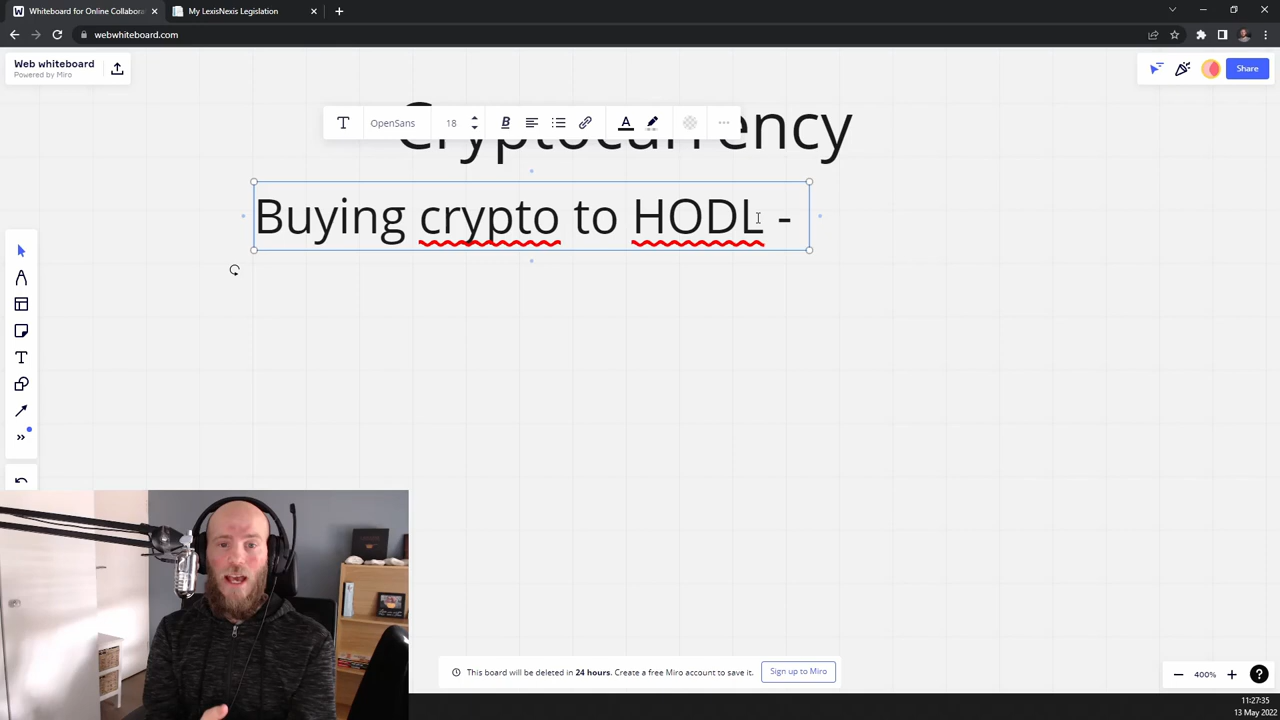 Whiteboard for Online Collabora
My LexisNexis Legislation
webwhiteboard.com
Web whiteboard
Powered by Miro
Share
OpenSans
18
B
A
Cryptocurrency
Buying crypto to HODL -
T
This board will be deleted in 24 hours. Create a free Miro account to save it.
Sign up to Miro
400%
11:27:35
13 May 2022